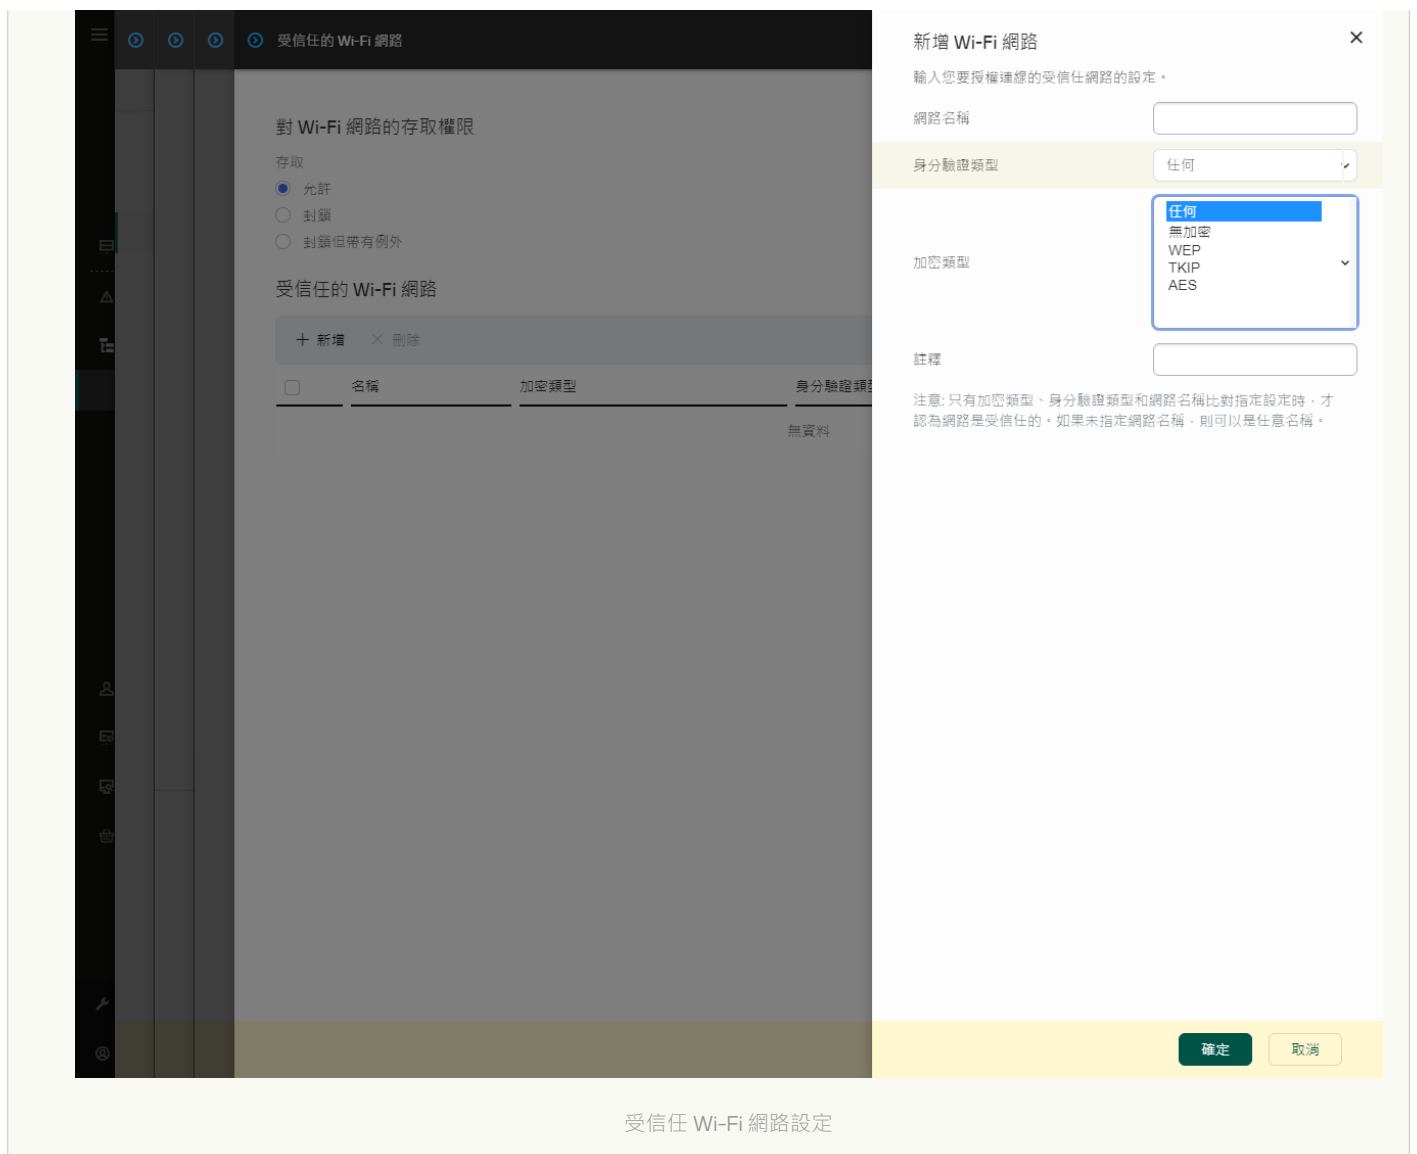 受信任的 Wi-Fi 網路
對 Wi-Fi 網路的存取權限
存取
允許
封鎖
封鎖但帶有例外
受信任的 Wi-Fi 網路
新增 刪除
名稱 加密類型 身分驗證類型
無資料
新增 Wi-Fi 網路
輸入您要授權連線的受信任網路的設定。
網路名稱
身分驗證類型 任何
加密類型
任何
無加密
WEP
TKIP
AES
註釋
注意: 只有加密類型、身分驗證類型和網路名稱比對指定設定時，才
認為網路是受信任的。如果未指定網路名稱，則可以是任意名稱。
確定 取消
受信任 Wi-Fi 網路設定